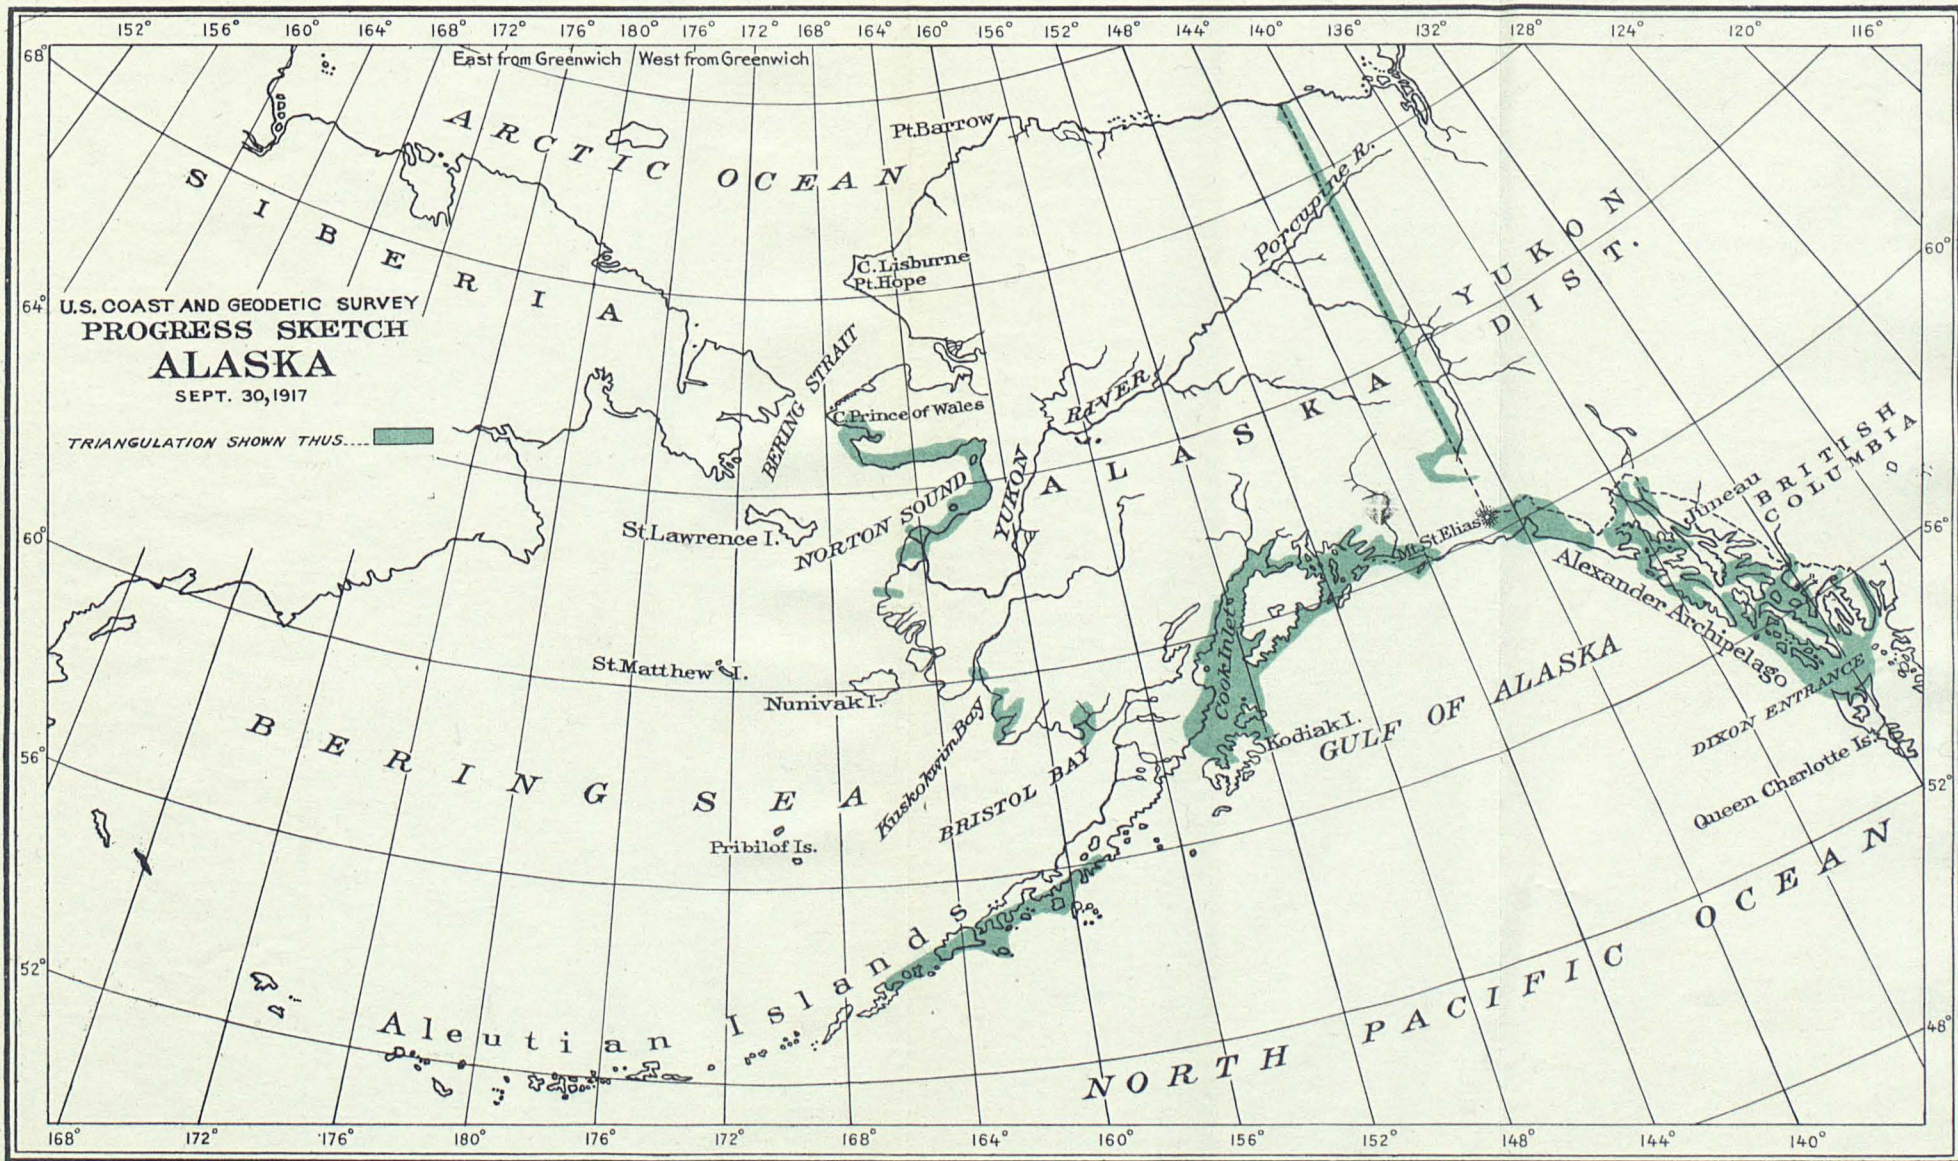 152° 156° 160° 164° 168° 172° 176° 180° 176° 172° 168° 164° 160° 156° 152° 148° 144° 140° 136° 132° 128° 124° 120° 116°
East from Greenwich West from Greenwich
68°
ARCTIC OCEAN
Pt.Barrow
SIBERIA
Porcupine R.
YUKON
DIST.
60°
C.Lisburne
Pt.Hope
64°
U.S. COAST AND GEODETIC SURVEY
PROGRESS SKETCH
ALASKA
SEPT. 30, 1917
TRIANGULATION SHOWN THUS
BERING STRAIT
C.Prince of Wales
YUKON RIVER
ALASKA
BRITISH
COLUMBIA
Juneau
NORTON SOUND
St.Lawrence I.
Mt.St.Elias
56°
60°
Alexander Archipelago
St.Matthew I.
Nunivak I.
Cook Inlet
Kodiak I.
GULF OF ALASKA
DIXON ENTRANCE
Queen Charlotte Is.
BERING SEA
Kuskokwim Bay
BRISTOL BAY
56°
52°
Pribilof Is.
Aleutian Islands
52°
NORTH PACIFIC OCEAN
48°
168° 172° 176° 180° 176° 172° 168° 164° 160° 156° 152° 148° 144° 140°